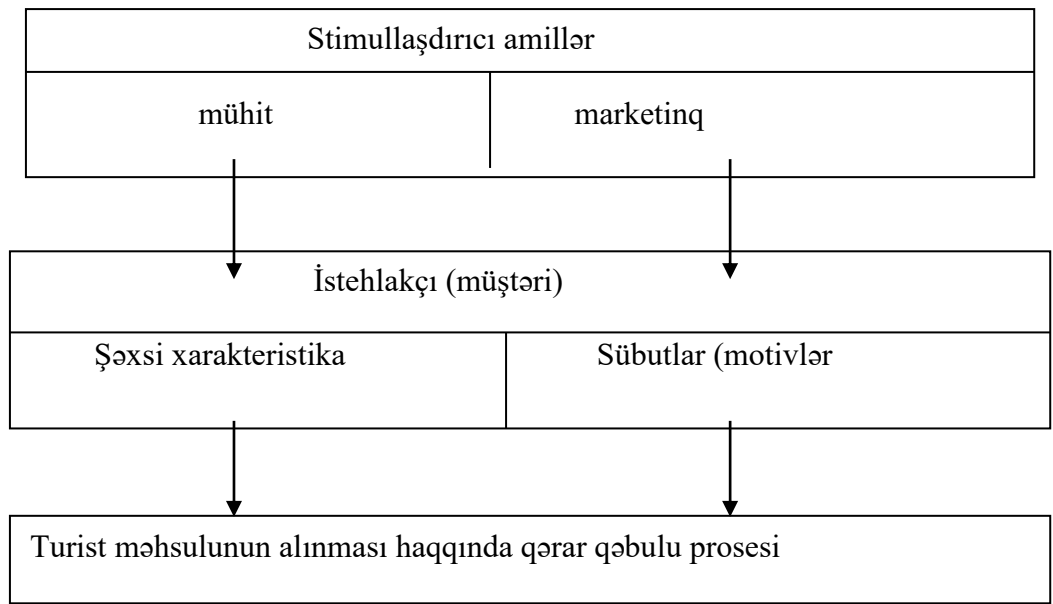 Stimullaşdırıcı amillər
mühit
marketinq
İstehlakçı (müştəri)
Şəxsi xarakteristika
Sübutlar (motivlər
Turist məhsulunun alınması haqqında qərar qəbulu prosesi